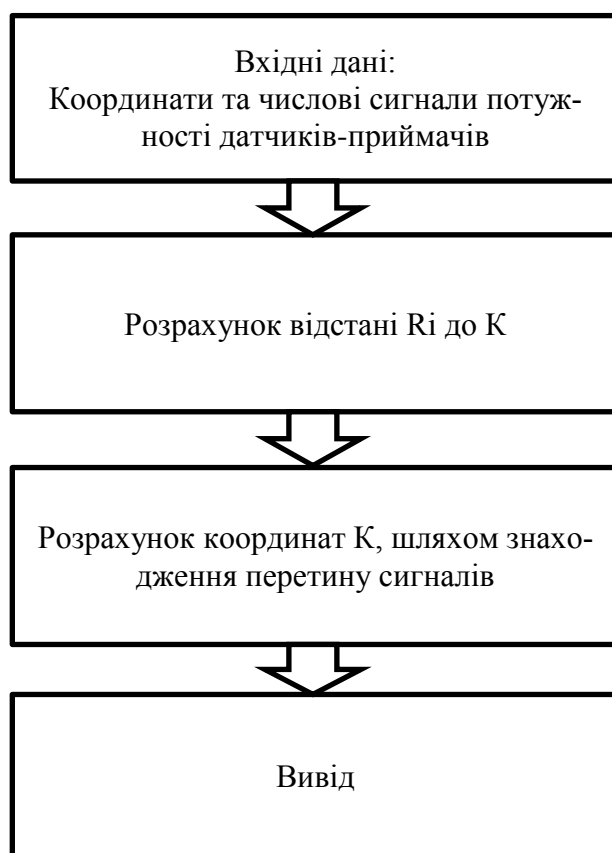 Вхідні дані:
Координати та числові сигнали потуж-
ності датчиків-приймачів
Розрахунок відстані Ri до К
Розрахунок координат К, шляхом знахо-
дження перетину сигналів
Вивід